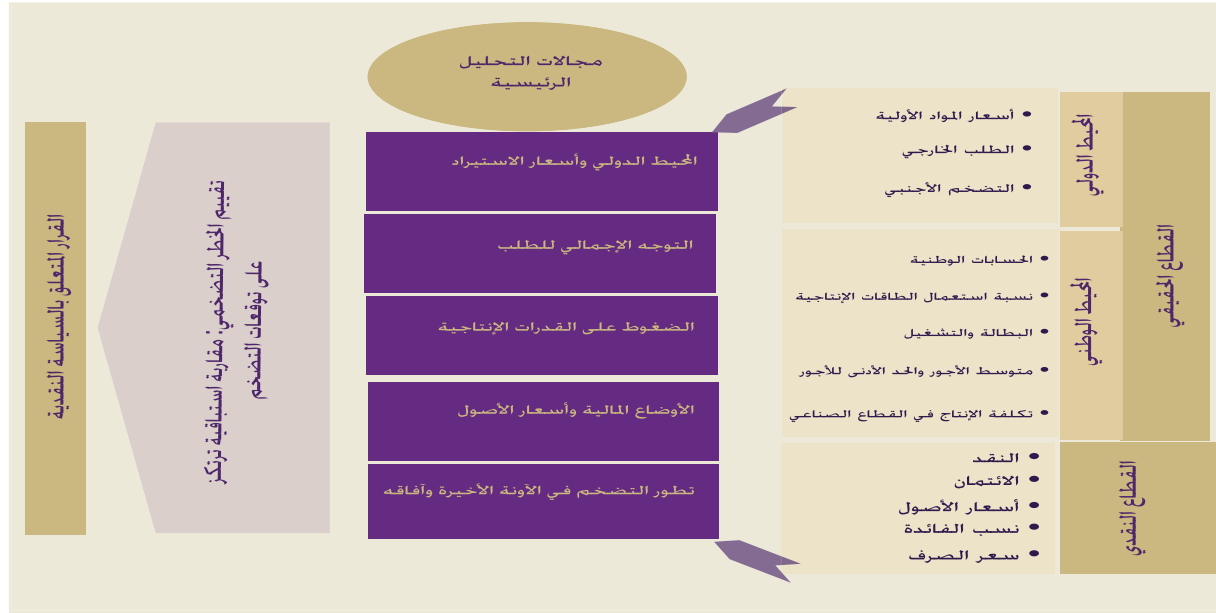 مجالات التحليل
الرئيسية
القطاع الحقيقي
المحيط الدولي
• أسعار المواد الأولية
• الطلب الخارجي
• التضخم الأجنبي
المحيط الوطني
• الحسابات الوطنية
• نسبة استعمال الطاقات الإنتاجية
• البطالة والتشغيل
• متوسط الأجور والحد الأدنى للأجور
• تكلفة الإنتاج في القطاع الصناعي
القطاع النقدي
• النقد
• الائتمان
• أسعار الأصول
• نسب الفائدة
• سعر الصرف
المحيط الدولي وأسعار الاستيراد
التوجه الإجمالي للطلب
الضغوط على القدرات الإنتاجية
الأوضاع المالية وأسعار الأصول
تطور التضخم في الآونة الأخيرة وآفاقه
تقييم الخطر التضخمي: مقاربة استباقية ترتكز
على توقعات التضخم
القرار المتعلق بالسياسة النقدية